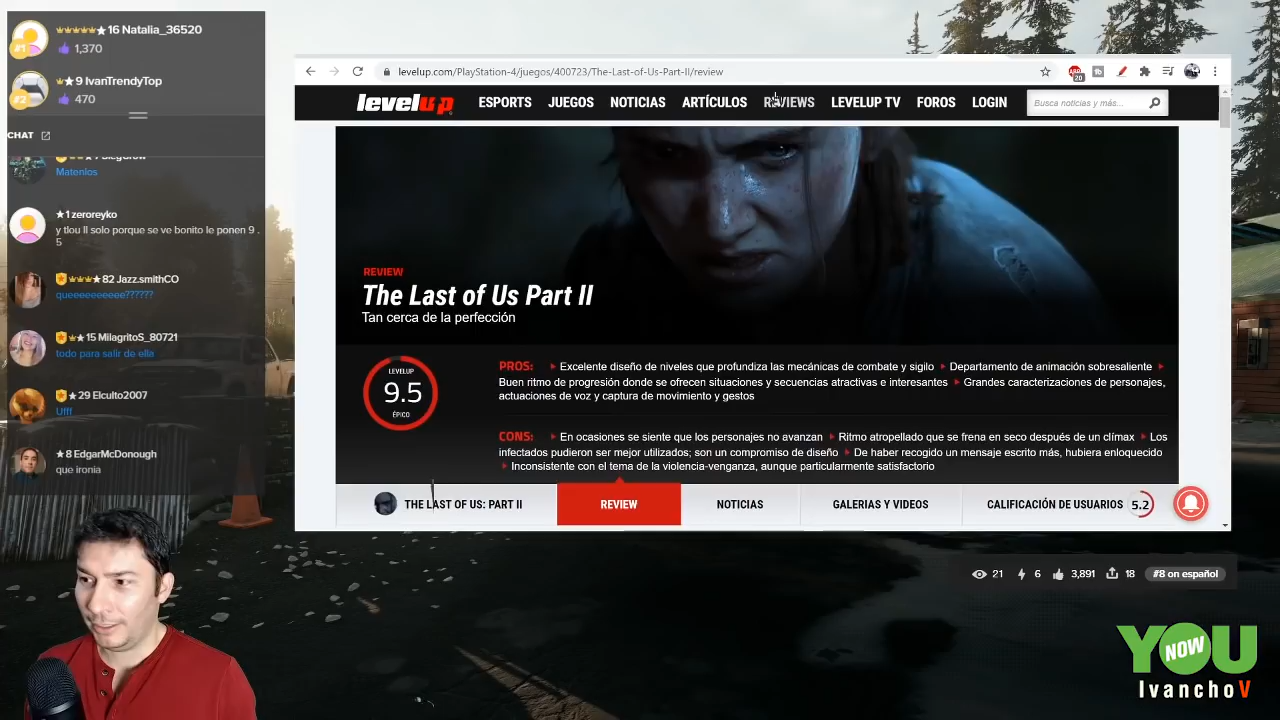 #1
16 Natalia_36520
1,370
#2
9 IvanTrendyTop
470
CHAT
Matenlos
1 zeroreyko
y tlou II solo porque se ve bonito le ponen 9 .
5
82 Jazz.smithCO
queeeeeeeeee??????
15 MilagritoS_80721
todo para salir de ella
29 Elculto2007
Ufff
8 EdgarMcDonough
que ironia
levelup.com/PlayStation-4/juegos/400723/The-Last-of-Us-Part-II/review
20
levelup
ESPORTS JUEGOS NOTICIAS ARTÍCULOS REVIEWS LEVELUP TV FOROS LOGIN
Busca noticias y más...
REVIEW
The Last of Us Part II
Tan cerca de la perfección
LEVELUP
9.5
ÉPICO
PROS: Excelente diseño de niveles que profundiza las mecánicas de combate y sigilo Departamento de animación sobresaliente
Buen ritmo de progresión donde se ofrecen situaciones y secuencias atractivas e interesantes Grandes caracterizaciones de personajes,
actuaciones de voz y captura de movimiento y gestos
CONS: En ocasiones se siente que los personajes no avanzan Ritmo atropellado que se frena en seco después de un clímax Los
infectados pudieron ser mejor utilizados; son un compromiso de diseño De haber recogido un mensaje escrito más, hubiera enloquecido
Inconsistente con el tema de la violencia-venganza, aunque particularmente satisfactorio
THE LAST OF US: PART II REVIEW NOTICIAS GALERIAS Y VIDEOS CALIFICACIÓN DE USUARIOS 5.2
21 6 3,891 18 #8 on español
YOU
NOW
IvanchoV